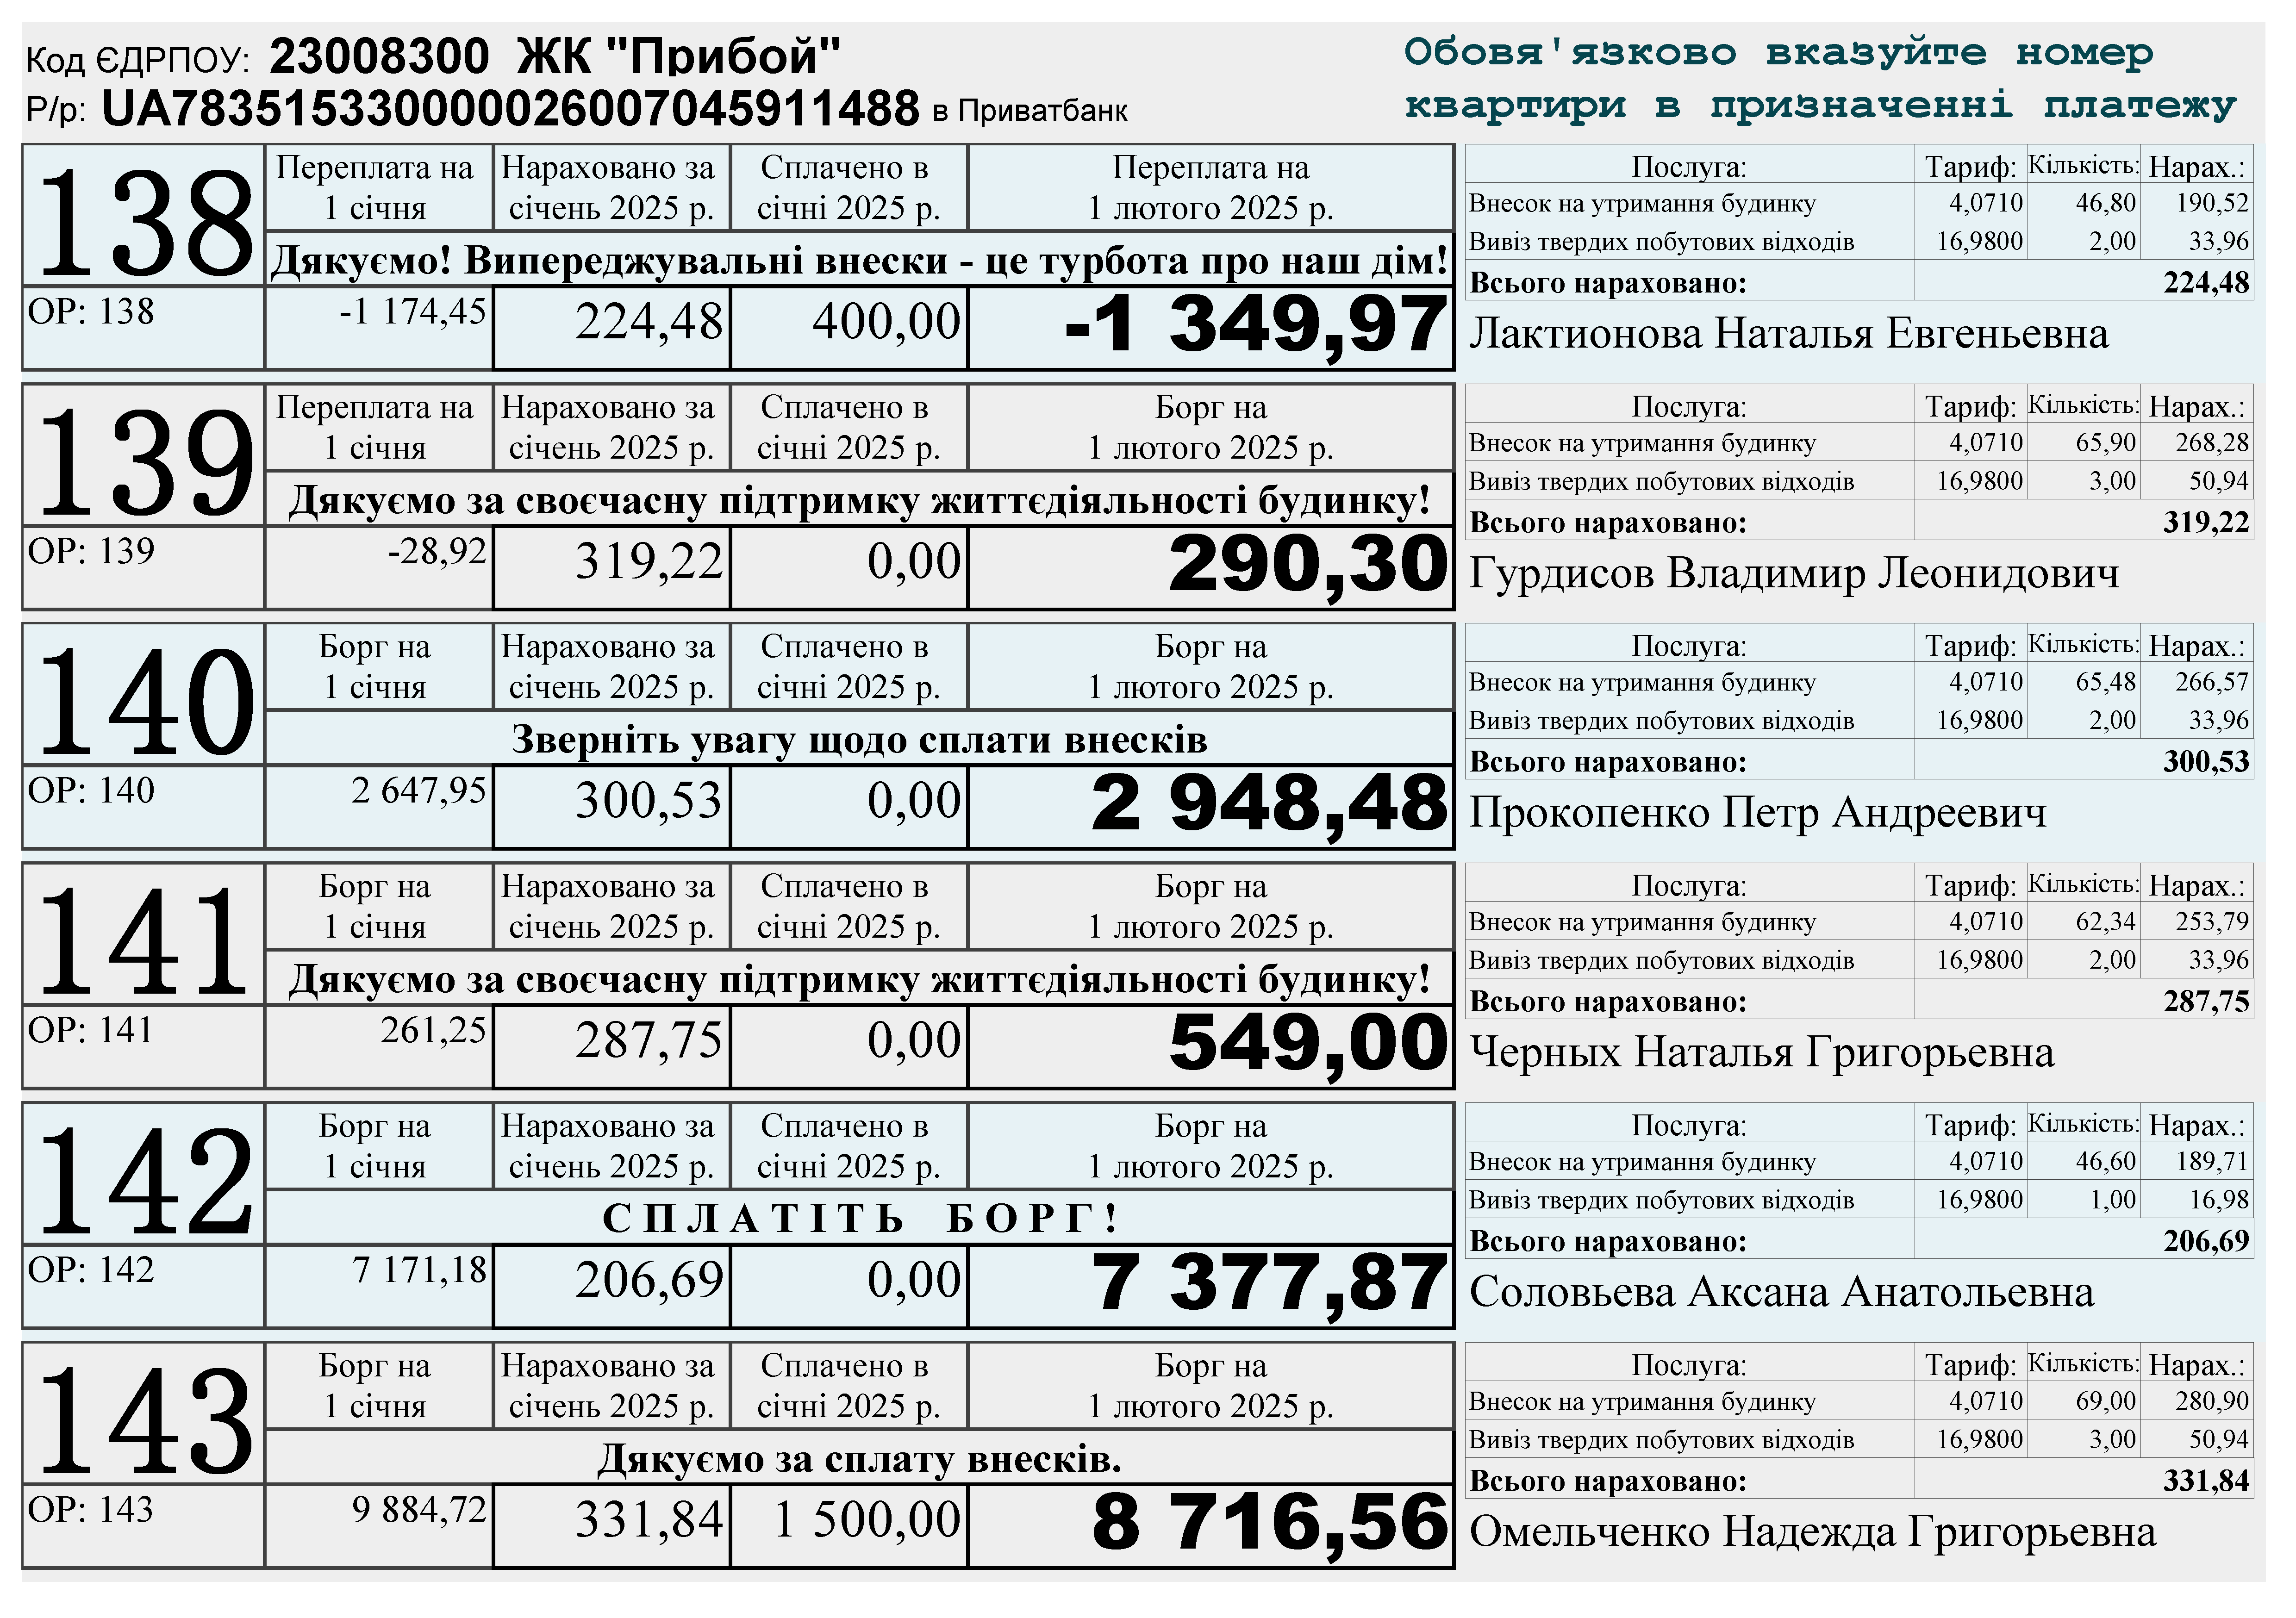 Код ЄДРПОУ: 23008300 ЖК "Прибой"
Р/р: UA783515330000026007045911488 в Приватбанк
Обовя'язково вказуйте номер
квартири в призначенні платежу
138 Переплата на 1 січня Нараховано за січень 2025 р. Сплачено в січні 2025 р. Переплата на 1 лютого 2025 р.
Дякуємо! Випереджувальні внески - це турбота про наш дім!
ОР: 138 -1 174,45 224,48 400,00 -1 349,97
Послуга: Тариф: Кількість: Нарах.:
Внесок на утримання будинку 4,0710 46,80 190,52
Вивіз твердих побутових відходів 16,9800 2,00 33,96
Всього нараховано: 224,48
Лактионова Наталья Евгеньевна
139 Переплата на 1 січня Нараховано за січень 2025 р. Сплачено в січні 2025 р. Борг на 1 лютого 2025 р.
Дякуємо за своєчасну підтримку життєдіяльності будинку!
ОР: 139 -28,92 319,22 0,00 290,30
Послуга: Тариф: Кількість: Нарах.:
Внесок на утримання будинку 4,0710 65,90 268,28
Вивіз твердих побутових відходів 16,9800 3,00 50,94
Всього нараховано: 319,22
Гурдисов Владимир Леонидович
140 Борг на 1 січня Нараховано за січень 2025 р. Сплачено в січні 2025 р. Борг на 1 лютого 2025 р.
Зверніть увагу щодо сплати внесків
ОР: 140 2 647,95 300,53 0,00 2 948,48
Послуга: Тариф: Кількість: Нарах.:
Внесок на утримання будинку 4,0710 65,48 266,57
Вивіз твердих побутових відходів 16,9800 2,00 33,96
Всього нараховано: 300,53
Прокопенко Петр Андреевич
141 Борг на 1 січня Нараховано за січень 2025 р. Сплачено в січні 2025 р. Борг на 1 лютого 2025 р.
Дякуємо за своєчасну підтримку життєдіяльності будинку!
ОР: 141 261,25 287,75 0,00 549,00
Послуга: Тариф: Кількість: Нарах.:
Внесок на утримання будинку 4,0710 62,34 253,79
Вивіз твердих побутових відходів 16,9800 2,00 33,96
Всього нараховано: 287,75
Черных Наталья Григорьевна
142 Борг на 1 січня Нараховано за січень 2025 р. Сплачено в січні 2025 р. Борг на 1 лютого 2025 р.
С П Л А Т І Т Ь Б О Р Г !
ОР: 142 7 171,18 206,69 0,00 7 377,87
Послуга: Тариф: Кількість: Нарах.:
Внесок на утримання будинку 4,0710 46,60 189,71
Вивіз твердих побутових відходів 16,9800 1,00 16,98
Всього нараховано: 206,69
Соловьева Аксана Анатольевна
143 Борг на 1 січня Нараховано за січень 2025 р. Сплачено в січні 2025 р. Борг на 1 лютого 2025 р.
Дякуємо за сплату внесків.
ОР: 143 9 884,72 331,84 1 500,00 8 716,56
Послуга: Тариф: Кількість: Нарах.:
Внесок на утримання будинку 4,0710 69,00 280,90
Вивіз твердих побутових відходів 16,9800 3,00 50,94
Всього нараховано: 331,84
Омельченко Надежда Григорьевна